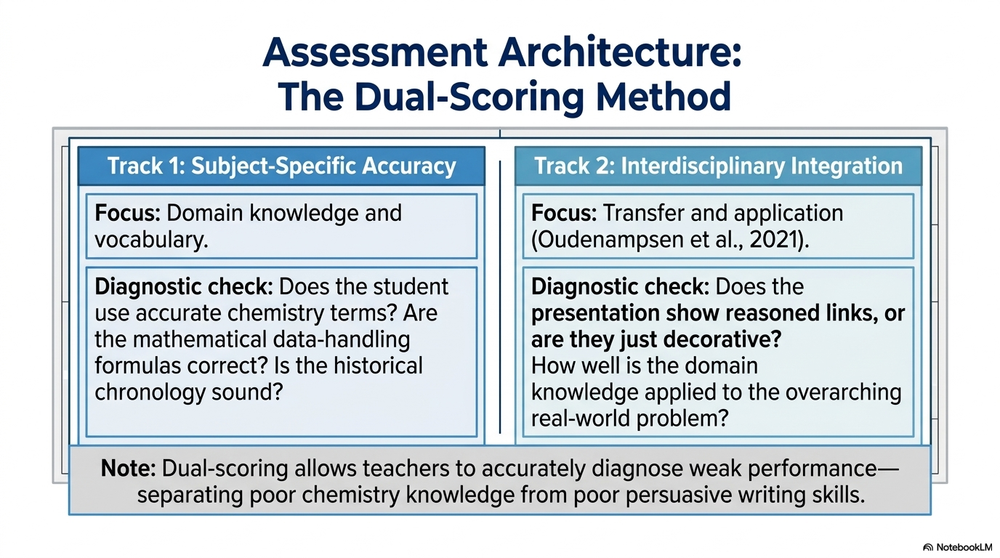 Assessment Architecture:
The Dual-Scoring Method
Track 1: Subject-Specific Accuracy
Focus: Domain knowledge and
vocabulary.
Diagnostic check: Does the student
use accurate chemistry terms? Are
the mathematical data-handling
formulas correct? Is the historical
chronology sound?
Track 2: Interdisciplinary Integration
Focus: Transfer and application
(Oudenampsen et al., 2021).
Diagnostic check: Does the
presentation show reasoned links, or
are they just decorative?
How well is the domain
knowledge applied to the overarching
real-world problem?
Note: Dual-scoring allows teachers to accurately diagnose weak performance—
separating poor chemistry knowledge from poor persuasive writing skills.
NotebookLM